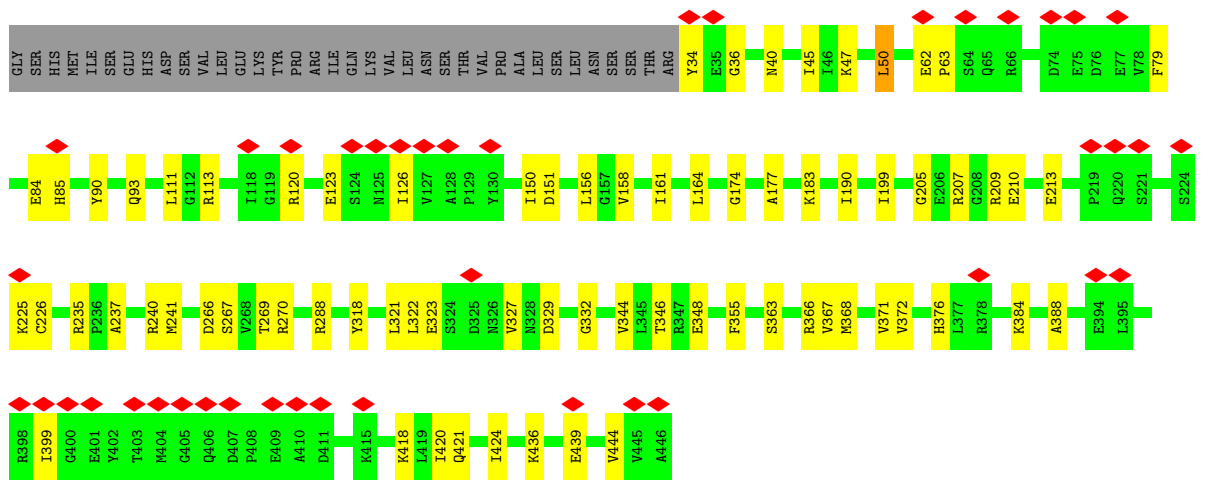 GLY SER HIS MET ILE SER GLU HIS ASP SER VAL LEU GLU LYS TYR PRO ARG ILE GLN LYS VAL LEU ASN SER THR VAL PRO ALA LEU SER LEU ASN SER SER THR ARG Y34 E35 G36 N40 I45 I46 K47 L50 E62 P63 S64 Q65 R66 D74 E75 D76 E77 V78 F79
E84 H85 Y90 Q93 L111 G112 R113 I118 G119 R120 E123 S124 N125 I126 V127 A128 P129 Y130 I150 D151 L156 G157 V158 I161 L164 G174 A177 K183 I190 I199 G205 E206 R207 G208 R209 E210 E213 P219 Q220 S221 S224
K225 C226 R235 P236 A237 R240 M241 D266 S267 V268 T269 R270 R288 Y318 L321 L322 E323 S324 D325 N326 V327 N328 D329 G332 V344 L345 T346 R347 E348 F355 S363 R366 V367 M368 V371 V372 H376 L377 R378 K384 A388 E394 L395
R398 I399 G400 E401 Y402 T403 M404 G405 Q406 D407 P408 E409 A410 D411 K415 K418 L419 I420 Q421 I424 K436 E439 V444 V445 A446